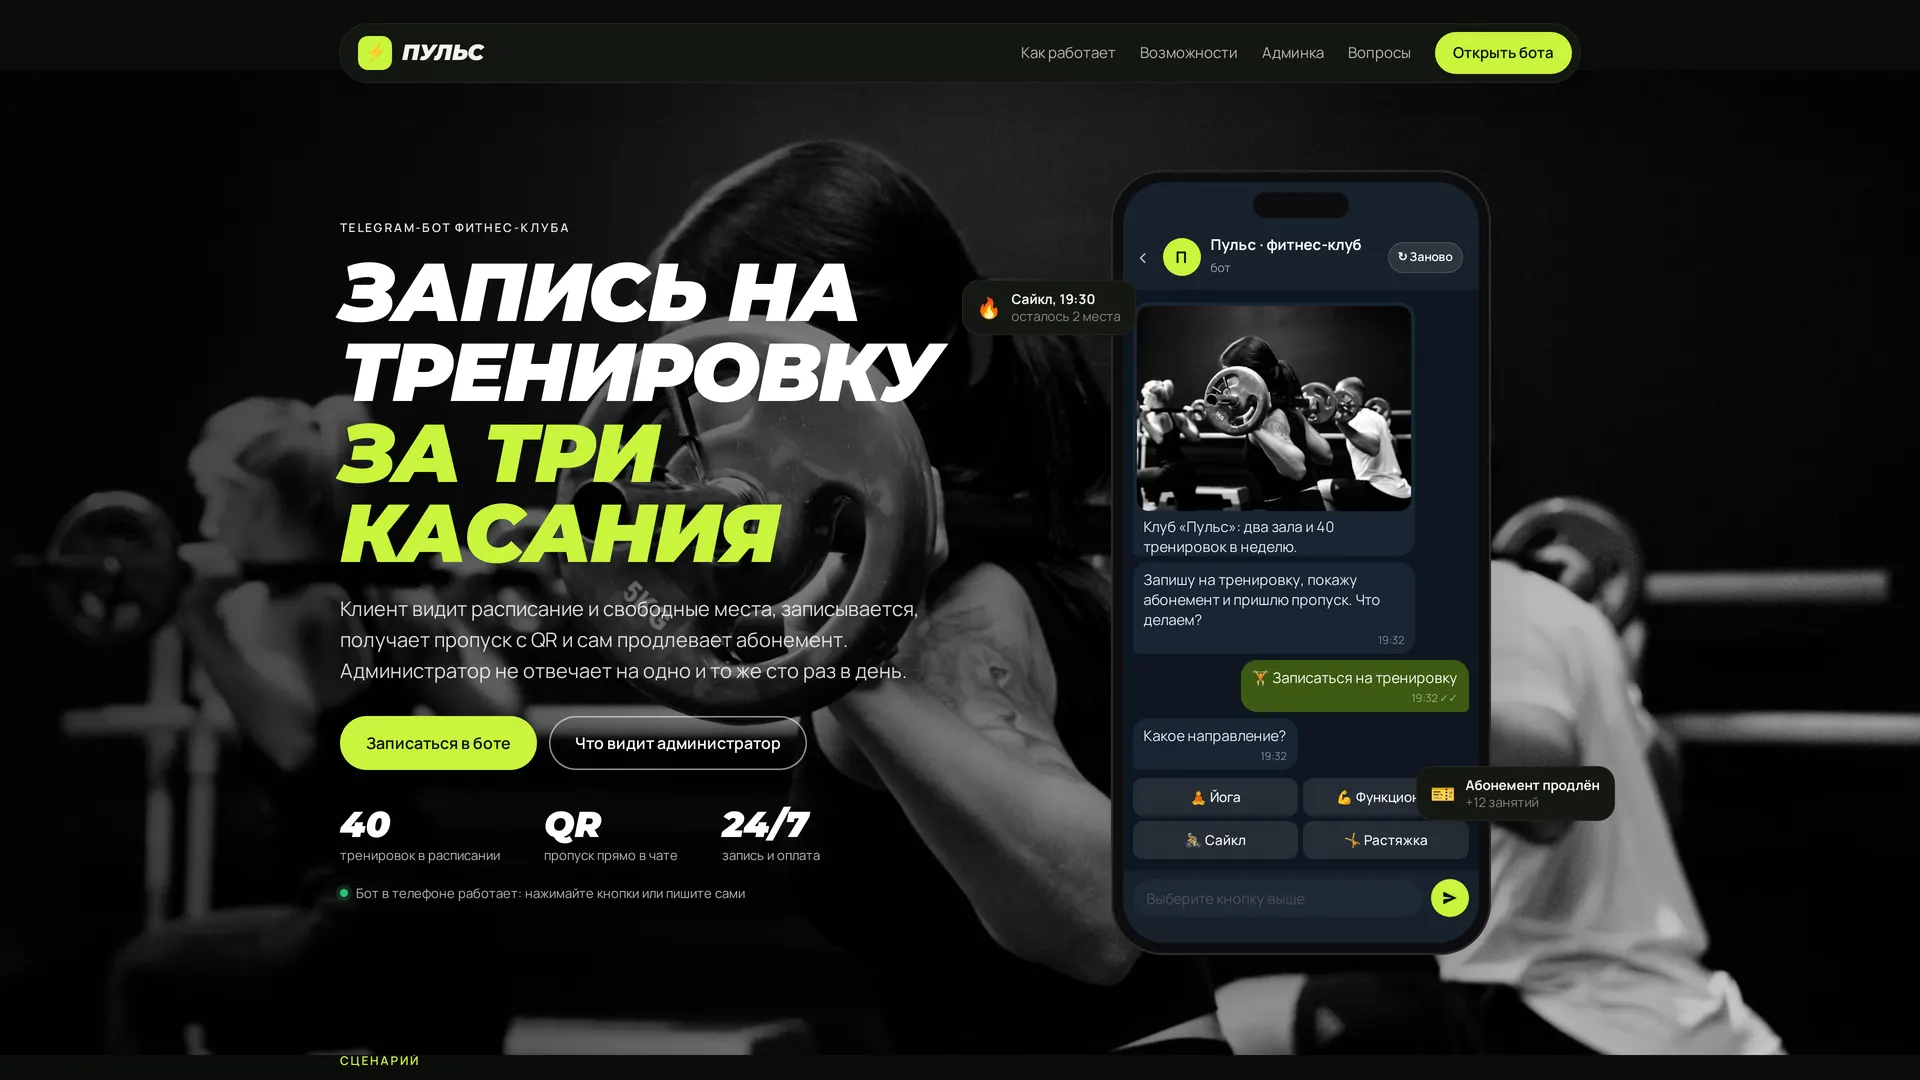 ПУЛЬС
Как работает
Возможности
Админка
Вопросы
Открыть бота
TELEGRAM-БОТ ФИТНЕС-КЛУБА
ЗАПИСЬ НА
ТРЕНИРОВКУ
ЗА ТРИ
КАСАНИЯ
Клиент видит расписание и свободные места, записывается,
получает пропуск с QR и сам продлевает абонемент.
Администратор не отвечает на одно и то же сто раз в день.
Записаться в боте
Что видит администратор
40
тренировок в расписании
QR
пропуск прямо в чате
24/7
запись и оплата
Бот в телефоне работает: нажимайте кнопки или пишите сами
5KG
П
Пульс · фитнес-клуб
бот
↻ Заново
🔥 Сайкл, 19:30
осталось 2 места
Клуб «Пульс»: два зала и 40
тренировок в неделю.
Запишу на тренировку, покажу
абонемент и пришлю пропуск. Что
делаем?
19:32
🏋 Записаться на тренировку
19:32 ✓✓
Какое направление?
19:32
🧘 Йога
💪 Функцион
🎫 Абонемент продлён
+12 занятий
🚴 Сайкл
🤸 Растяжка
Выберите кнопку выше
СЦЕНАРИИ